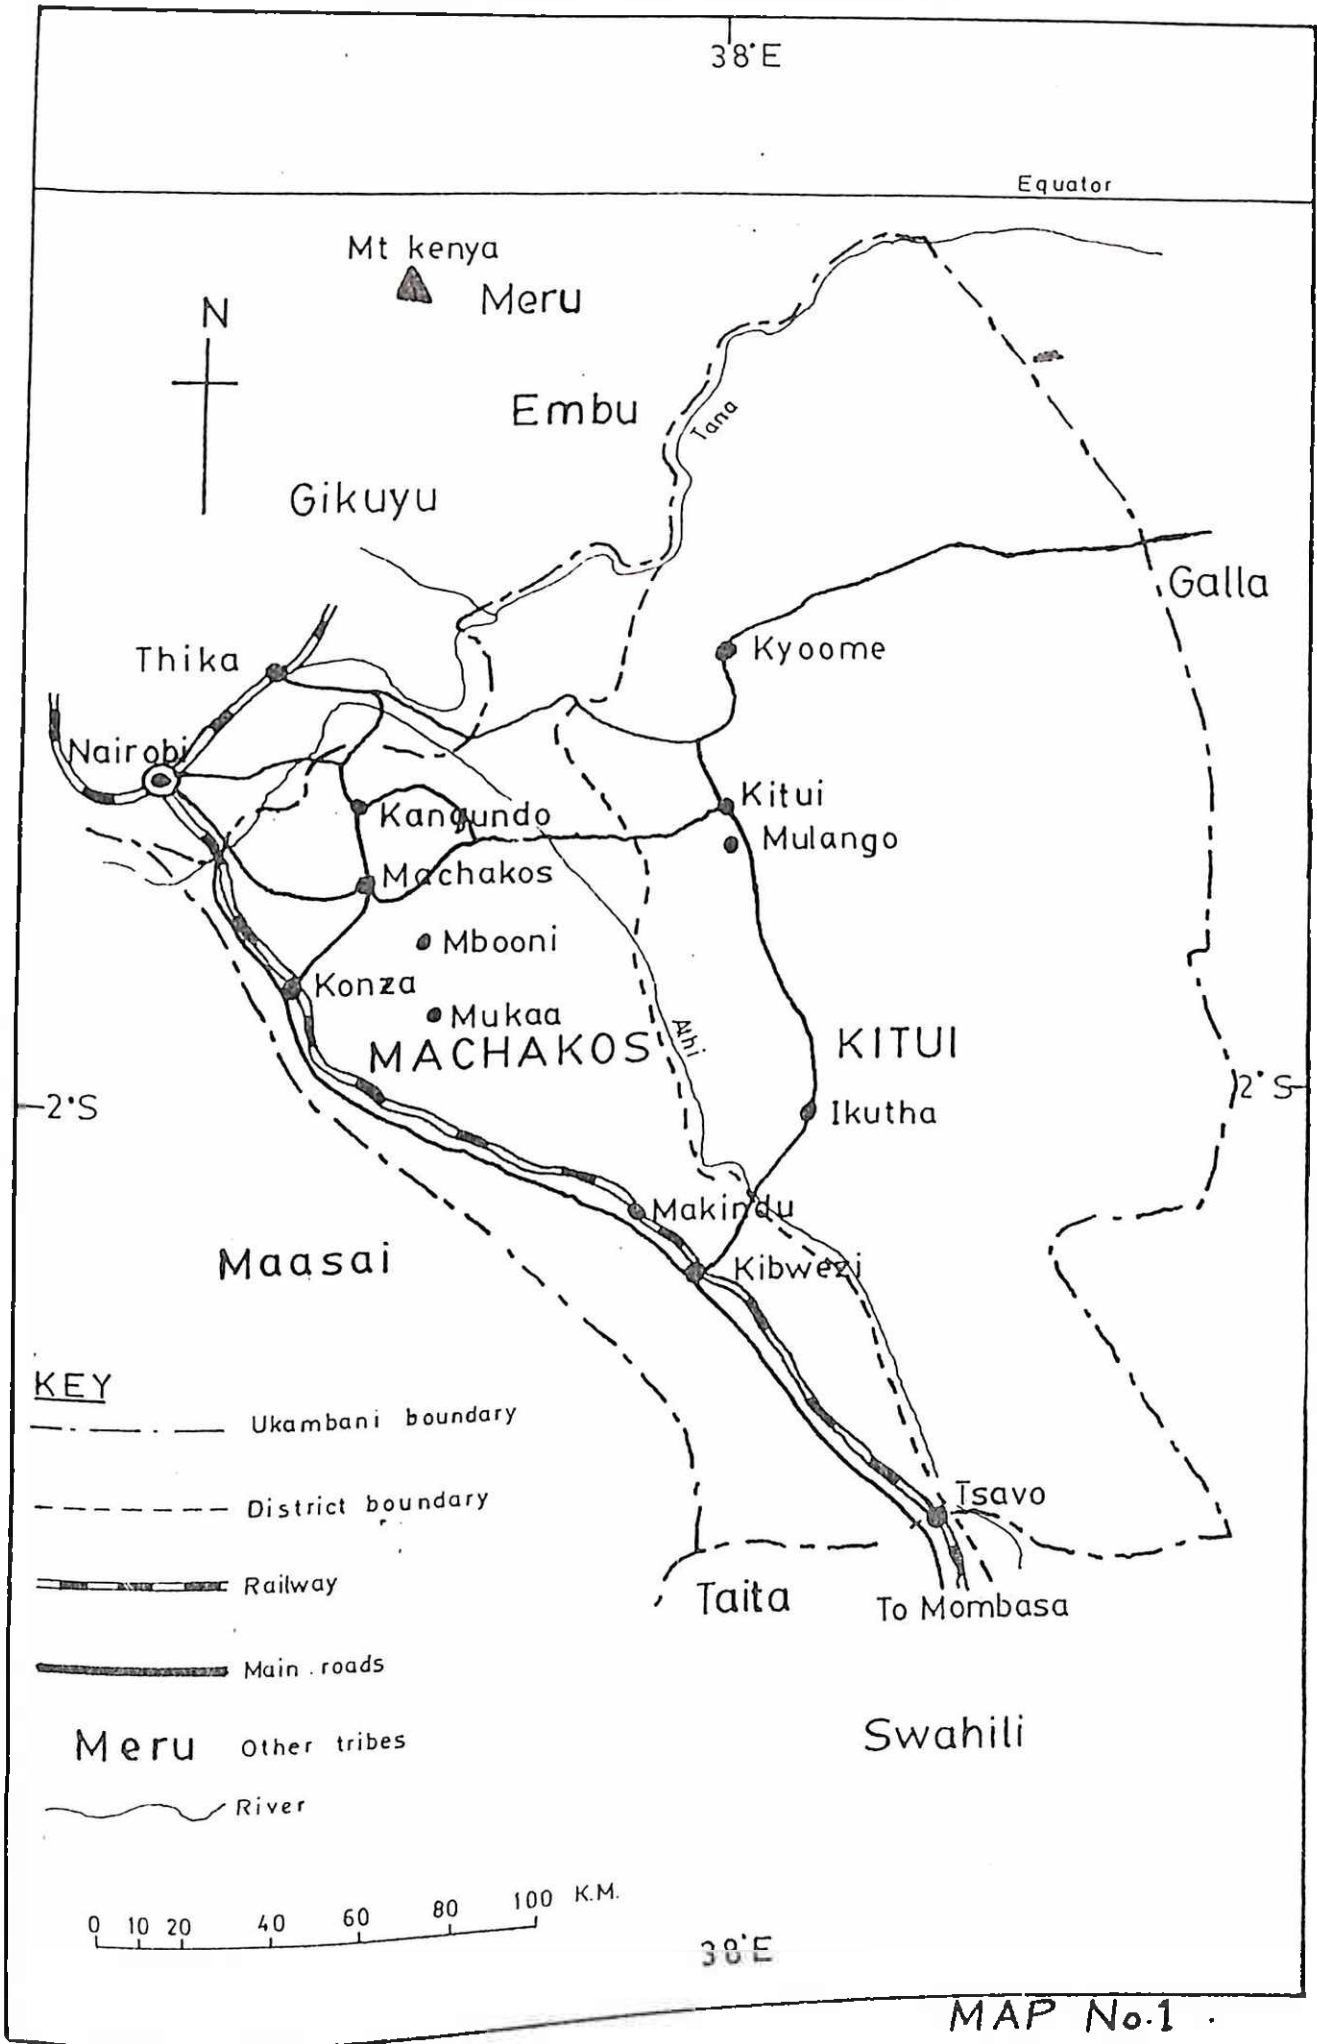 38°E
Equator
Mt kenya
Meru
N
Embu
Tana
Gikuyu
Galla
Thika
Kyoome
Nairobi
Kitui
Kangundo
Mulango
Machakos
Mbooni
Konza
Mukaa
MACHAKOS
Athi
KITUI
2°S
2°S
Ikutha
Makindu
Maasai
Kibwezi
KEY
Ukambani boundary
District boundary
Tsavo
Railway
Taita
To Mombasa
Main roads
Swahili
Meru Other tribes
River
0 10 20 40 60 80 100 K.M.
38°E
MAP No.1